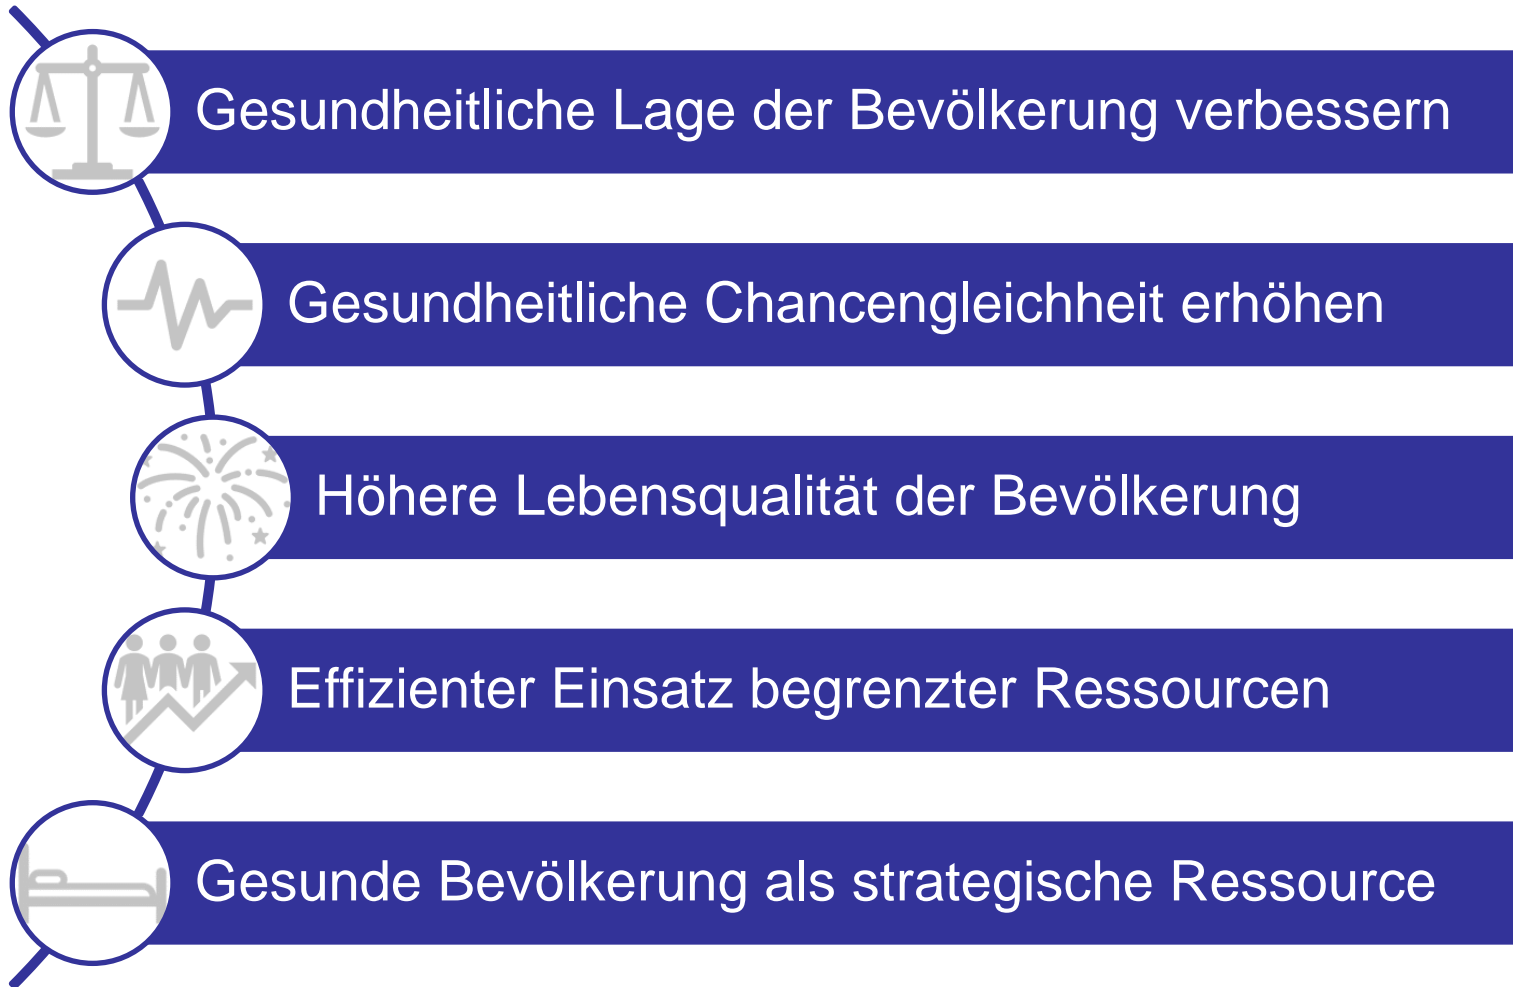 Gesundheitliche Lage der Bevölkerung verbessern
Gesundheitliche Chancengleichheit erhöhen
Höhere Lebensqualität der Bevölkerung
Effizienter Einsatz begrenzter Ressourcen
Gesunde Bevölkerung als strategische Ressource